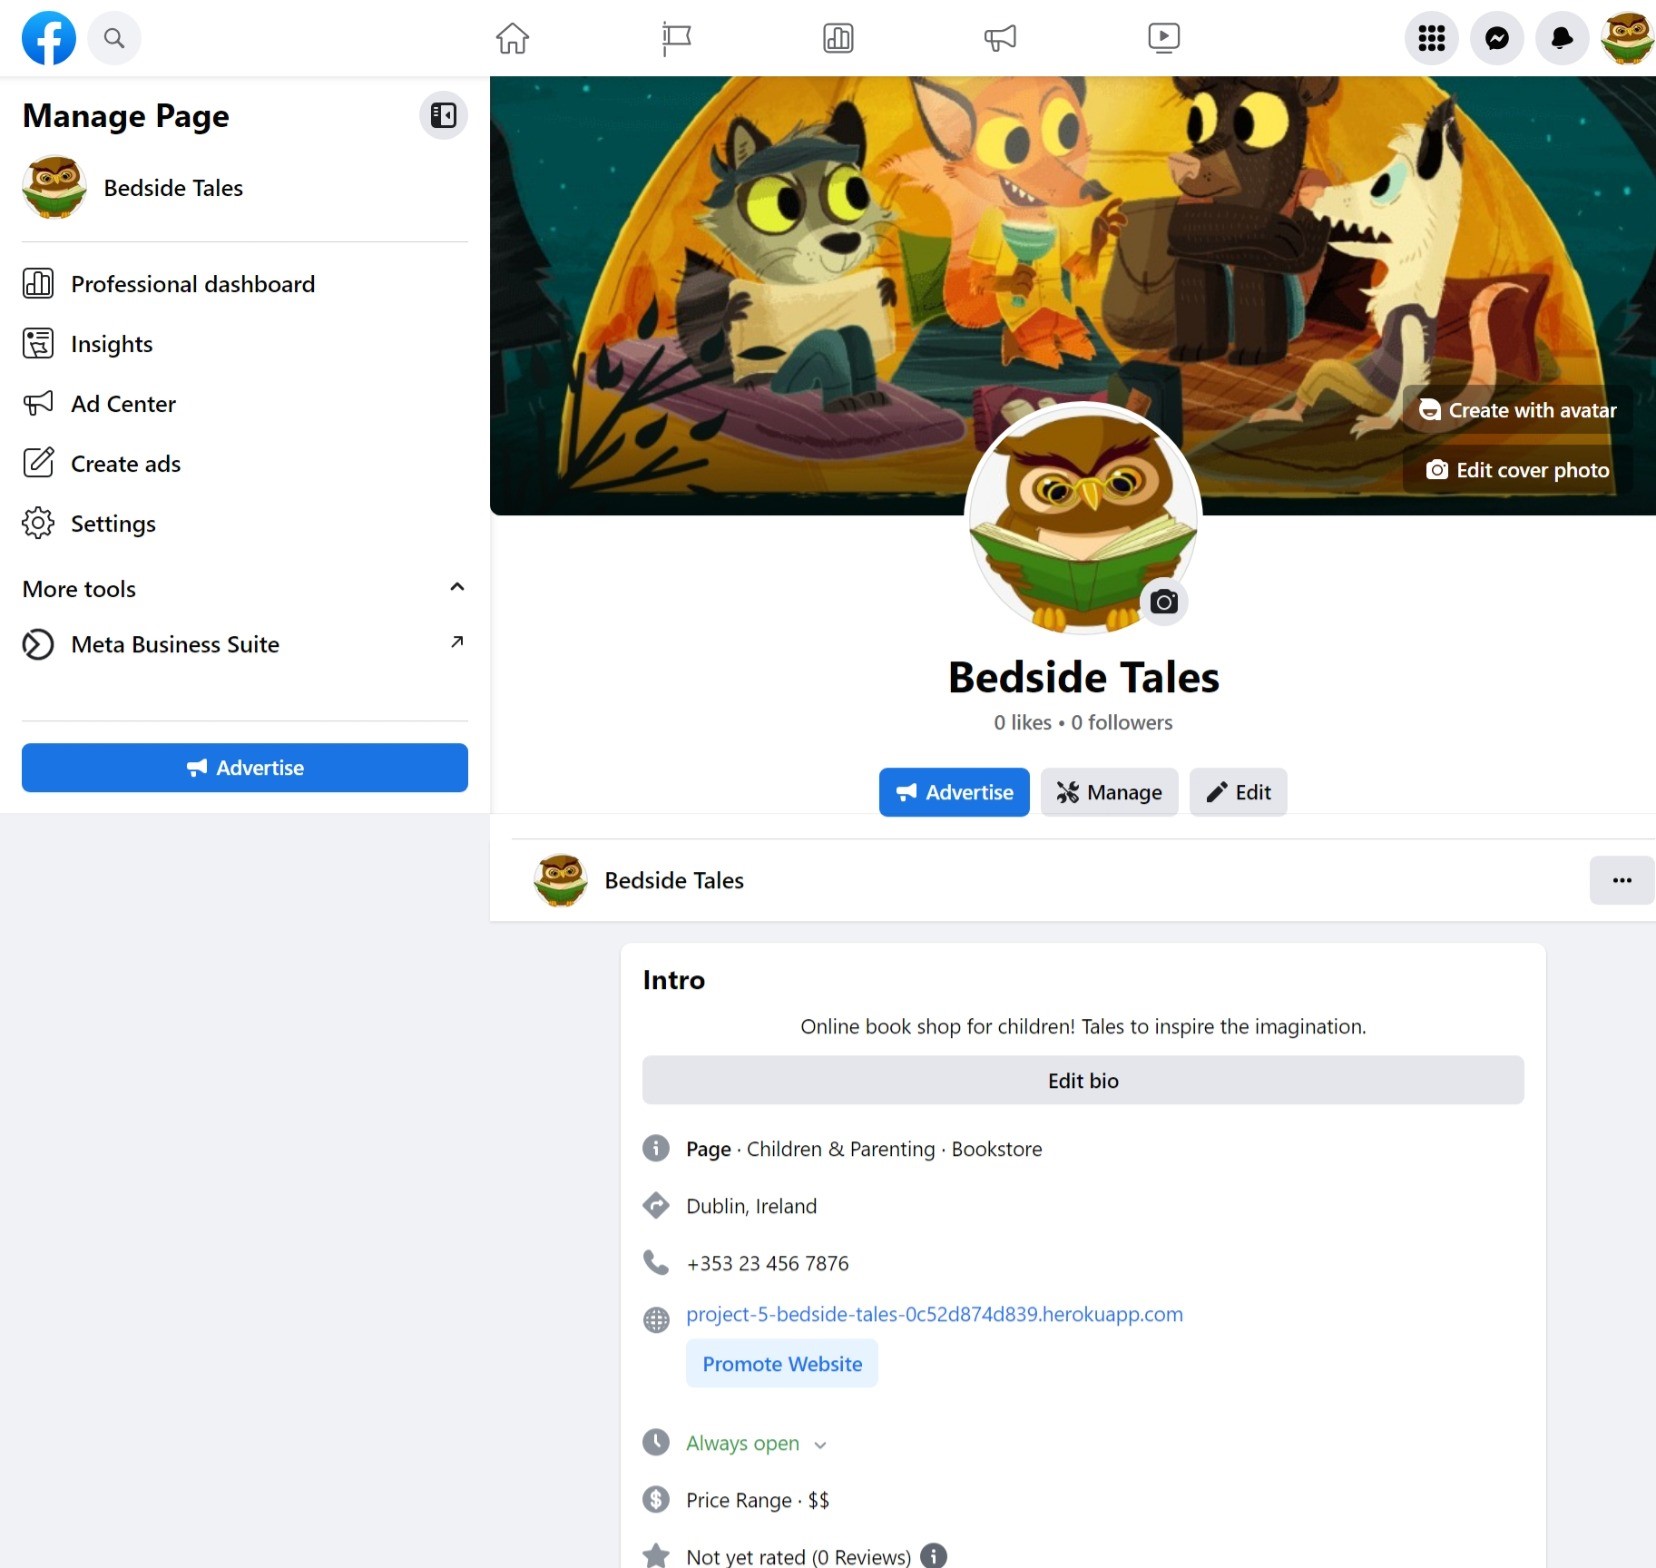 Manage Page
Bedside Tales
Professional dashboard
Insights
Ad Center
Create ads
Settings
More tools
Meta Business Suite
Advertise
Create with avatar
Edit cover photo
Bedside Tales
0 likes • 0 followers
Advertise
Manage
Edit
Bedside Tales
Intro
Online book shop for children! Tales to inspire the imagination.
Edit bio
Page · Children & Parenting · Bookstore
Dublin, Ireland
+353 23 456 7876
project-5-bedside-tales-0c52d874d839.herokuapp.com
Promote Website
Always open
Price Range · $$
Not yet rated (0 Reviews)